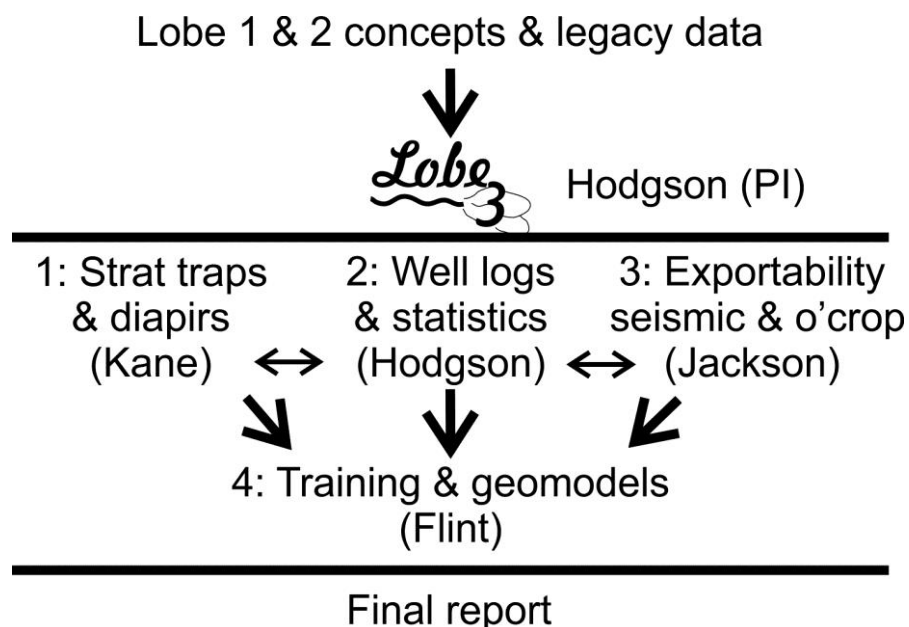 Lobe 1 & 2 concepts & legacy data
Lobe 3
Hodgson (PI)
1: Strat traps
& diapirs
(Kane)
2: Well logs
& statistics
(Hodgson)
3: Exportability
seismic & o'crop
(Jackson)
4: Training & geomodels
(Flint)
Final report